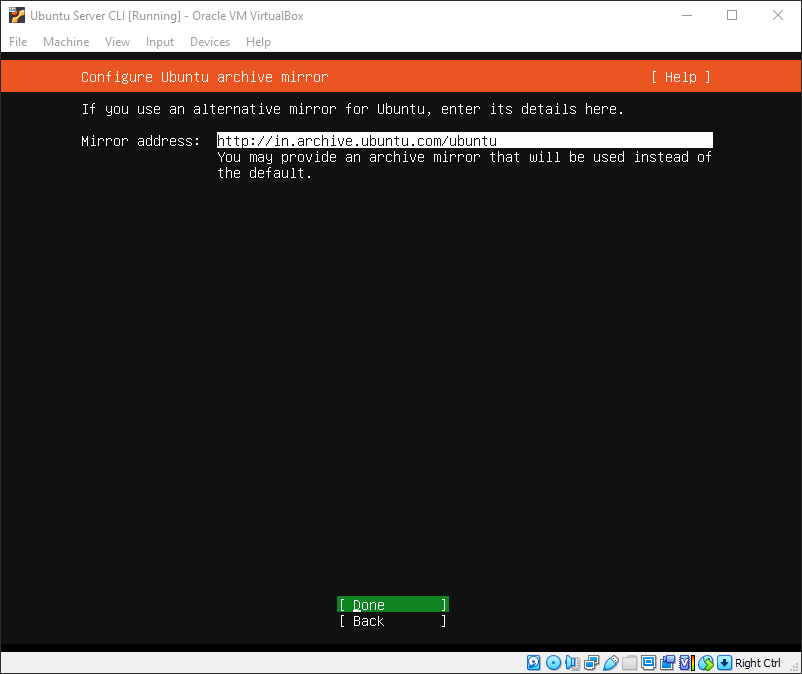 Ubuntu Server CLI [Running] - Oracle VM VirtualBox
File Machine View Input Devices Help
Configure Ubuntu archive mirror [ Help ]
If you use an alternative mirror for Ubuntu, enter its details here.
Mirror address: http://in.archive.ubuntu.com/ubuntu
You may provide an archive mirror that will be used instead of
the default.
[ Done ]
[ Back ]
Right Ctrl